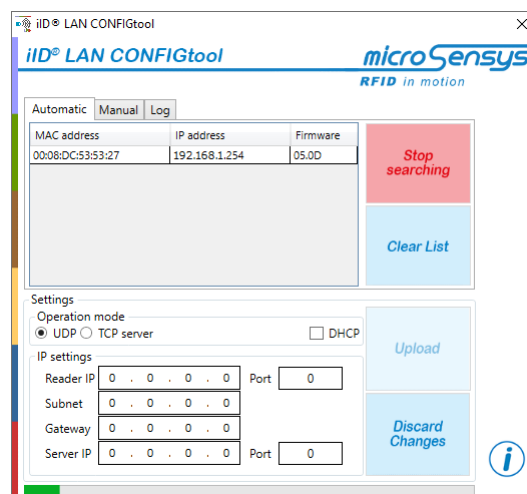 iID® LAN CONFIGtool
iID® LAN CONFIGtool
microSensys
RFID in motion
Automatic Manual Log
MAC address IP address Firmware
00:08:DC:53:53:27 192.168.1.254 05.0D
Stop
searching
Clear List
Settings
Operation mode
UDP TCP server DHCP
IP settings
Reader IP 0 . 0 . 0 . 0 Port 0
Subnet 0 . 0 . 0 . 0
Gateway 0 . 0 . 0 . 0
Server IP 0 . 0 . 0 . 0 Port 0
Upload
Discard
Changes
i